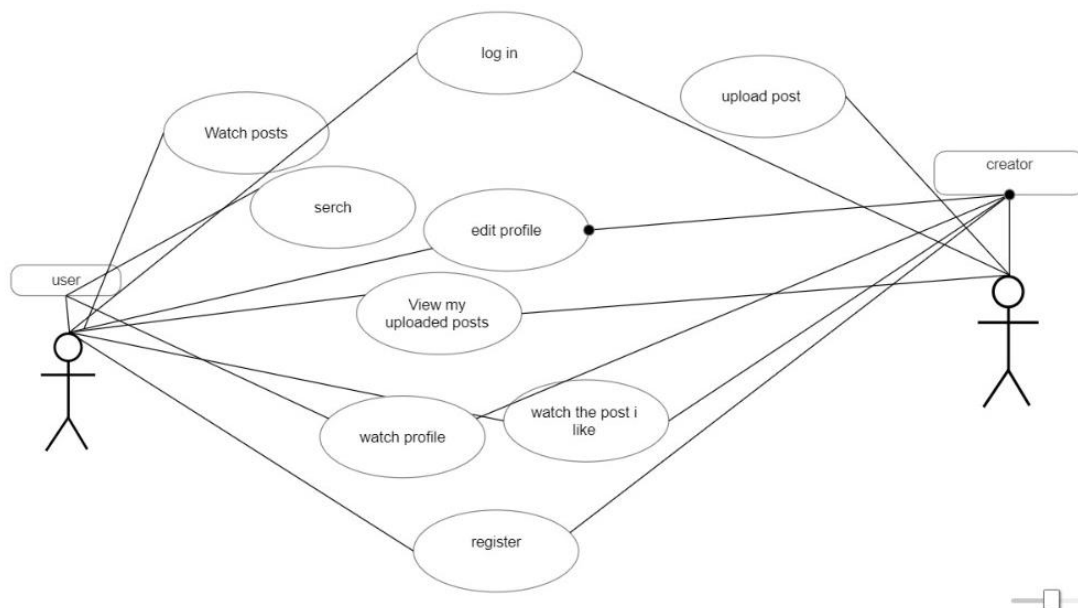 log in
upload post
Watch posts
creator
serch
edit profile
user
View my
uploaded posts
watch the post i
like
watch profile
register